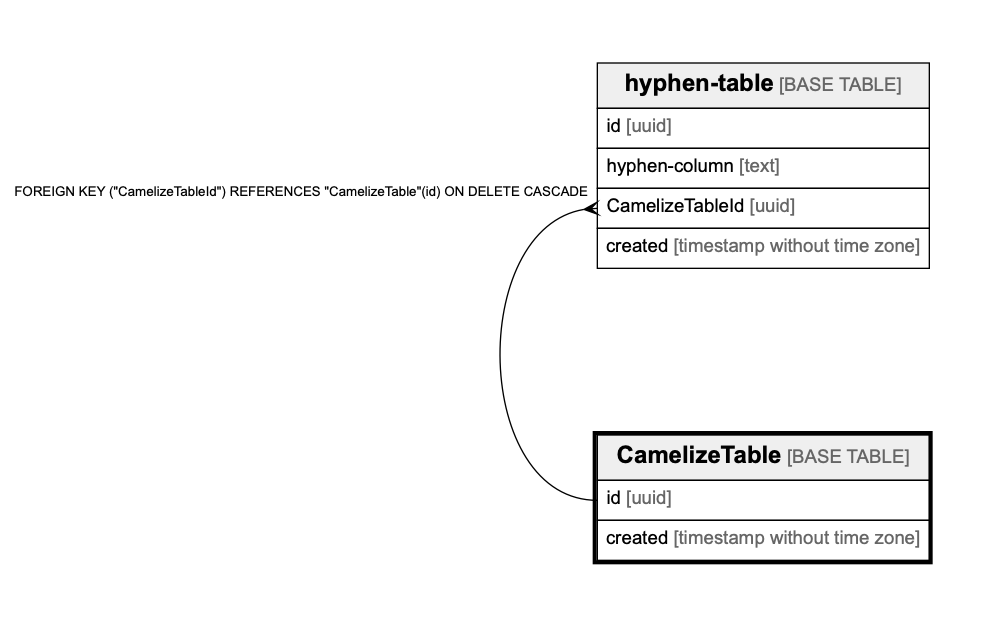 hyphen-table [BASE TABLE]
id [uuid]
hyphen-column [text]
FOREIGN KEY ("CamelizeTableId") REFERENCES "CamelizeTable"(id) ON DELETE CASCADE
CamelizeTableId [uuid]
created [timestamp without time zone]
CamelizeTable [BASE TABLE]
id [uuid]
created [timestamp without time zone]